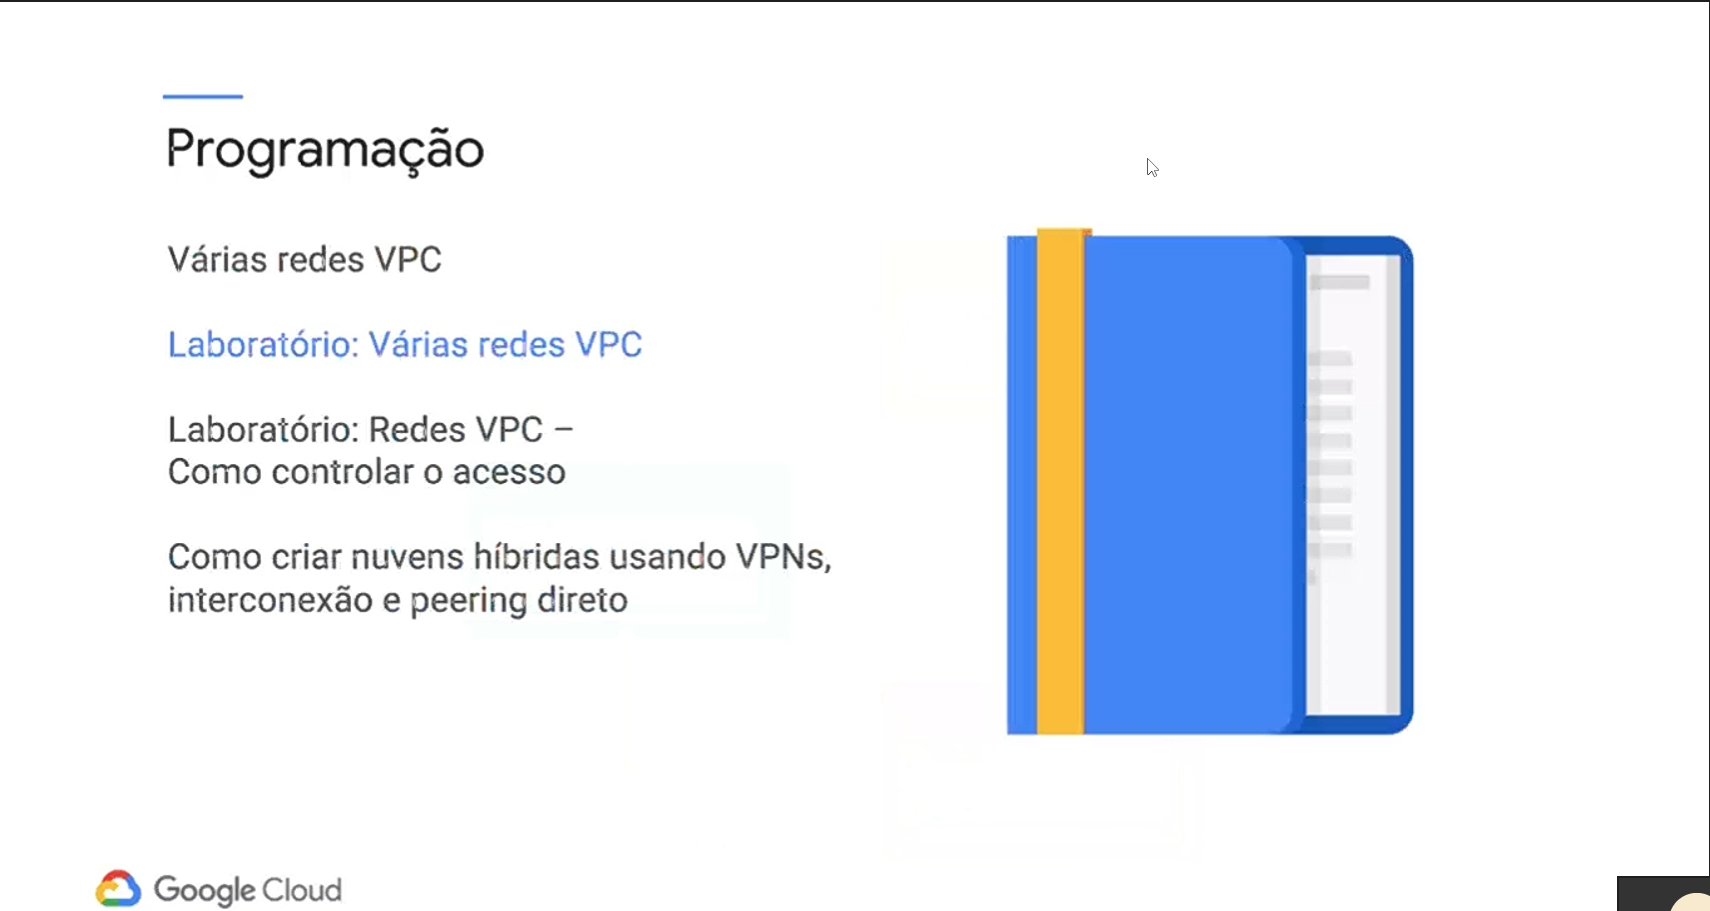 Programação
Várias redes VPC
Laboratório: Várias redes VPC
Laboratório: Redes VPC –
Como controlar o acesso
Como criar nuvens híbridas usando VPNs,
interconexão e peering direto
Google Cloud